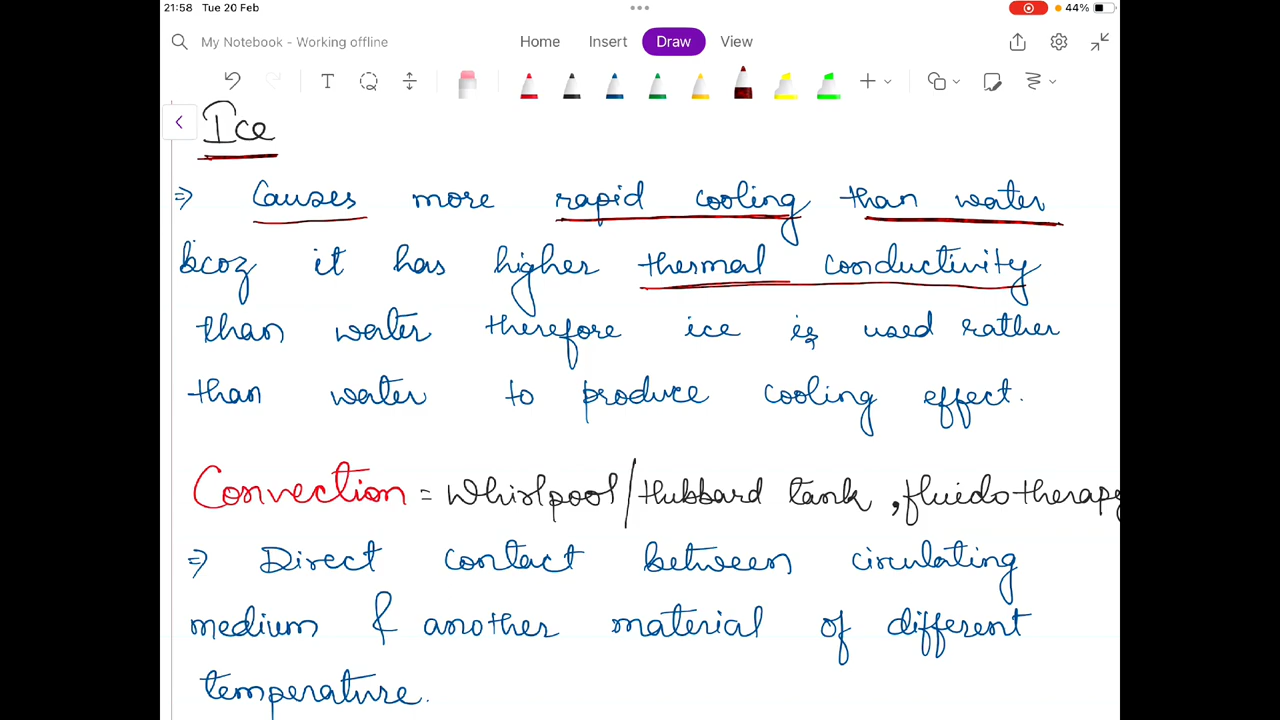 21:58 Tue 20 Feb 44%
My Notebook - Working offline Home Insert Draw View
Ice
⇒ Causes more rapid cooling than water
bcoz it has higher thermal conductivity
than water therefore ice is used rather
than water to produce cooling effect.
Convection = Whirlpool/Hubbard tank, fluidotherapy
⇒ Direct contact between circulating
medium & another material of different
temperature.